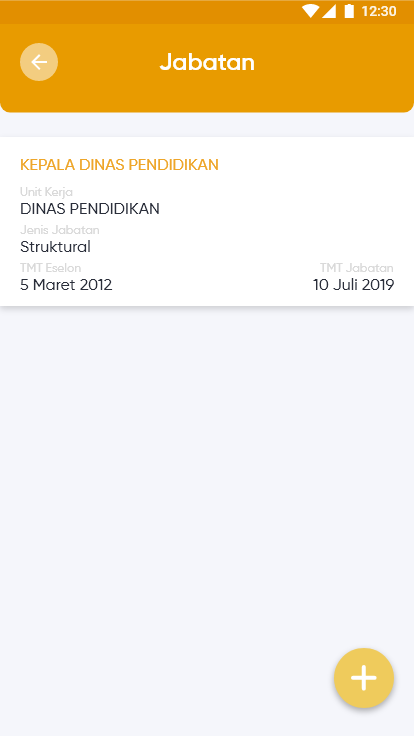 12:30
Jabatan
KEPALA DINAS PENDIDIKAN
Unit Kerja
DINAS PENDIDIKAN
Jenis Jabatan
Struktural
TMT Eselon TMT Jabatan
5 Maret 2012 10 Juli 2019